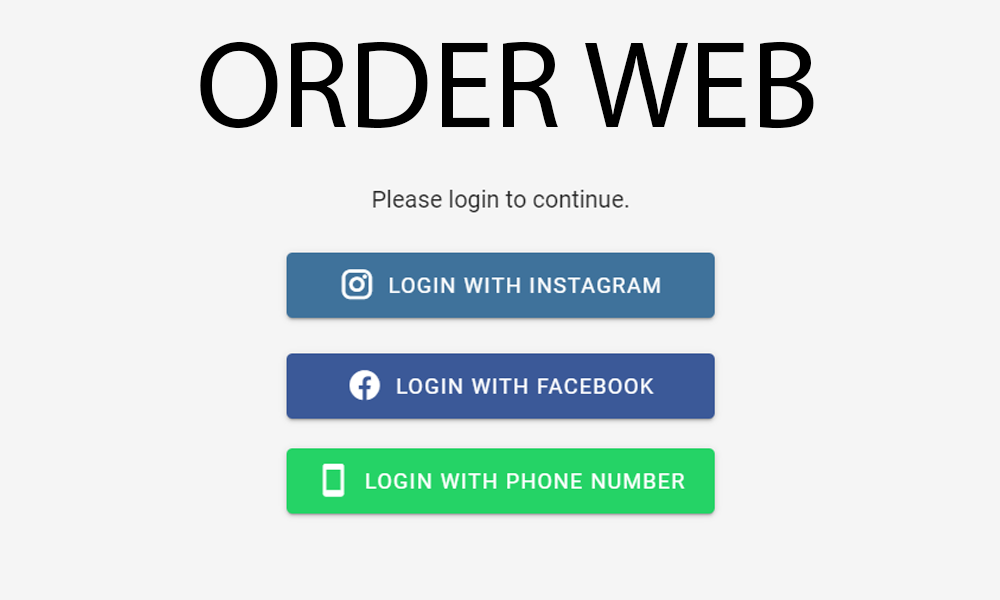 ORDER WEB
Please login to continue.
LOGIN WITH INSTAGRAM
LOGIN WITH FACEBOOK
LOGIN WITH PHONE NUMBER